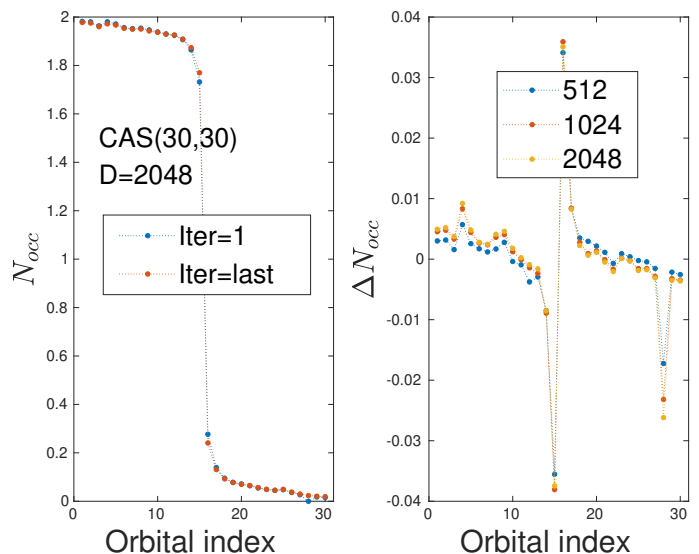 2
1.8
1.6
1.4
1.2
1
0.8
0.6
0.4
0.2
0
0 10 20 30
Orbital index
N_occ
CAS(30,30)
D=2048
Iter=1
Iter=last
0.04
0.03
0.02
0.01
0
-0.01
-0.02
-0.03
-0.04
0 10 20 30
Orbital index
ΔN_occ
512
1024
2048